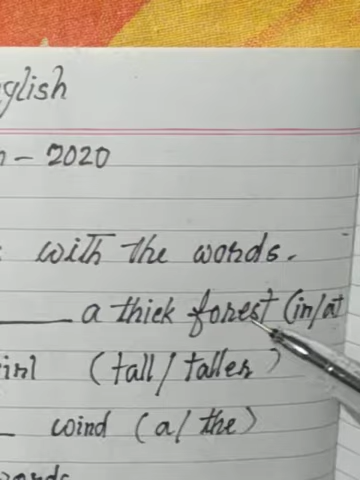 glish
- 2020
with the words.
a thick forest (in/at
(tall/taller)
wind (a/the)